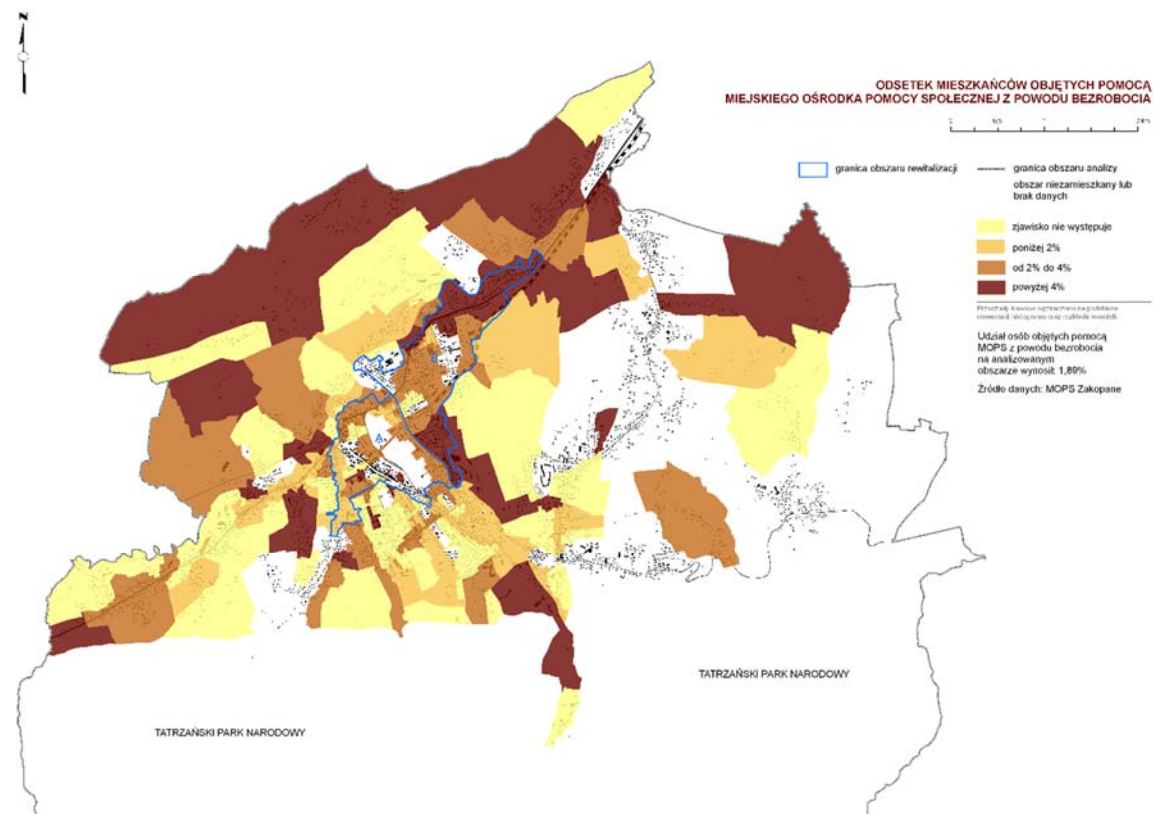 N
ODSETEK MIESZKAŃCÓW OBJĘTYCH POMOCĄ
MIEJSKIEGO OŚRODKA POMOCY SPOŁECZNEJ Z POWODU BEZROBOCIA
granica obszaru rewitalizacji
granica obszaru analizy
obszar niezamieszkany lub
brak danych
zjawisko nie występuje
poniżej 2%
od 2% do 4%
powyżej 4%
Udział osób objętych pomocą
MOPS z powodu bezrobocia
na analizowanym
obszarze wynosił: 1,89%
Źródło danych: MOPS Zakopane
TATRZAŃSKI PARK NARODOWY
TATRZAŃSKI PARK NARODOWY